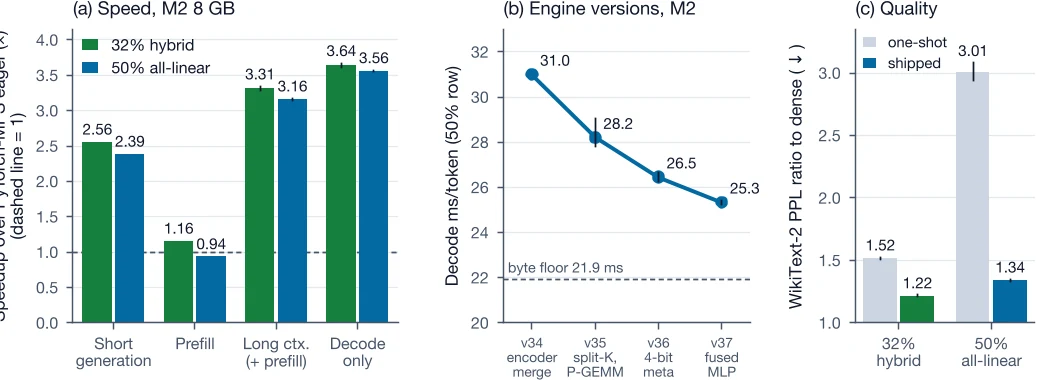 (a) Speed, M2 8 GB
(dashed line = 1)
4.0
3.5
3.0
2.5
2.0
1.5
1.0
0.5
0.0
32% hybrid
50% all-linear
2.56
2.39
1.16
0.94
3.31
3.16
3.64
3.56
Short
generation
Prefill
Long ctx.
(+ prefill)
Decode
only
(b) Engine versions, M2
Decode ms/token (50% row)
32
30
28
26
24
22
20
31.0
28.2
26.5
25.3
byte floor 21.9 ms
v34
encoder
merge
v35
split-K,
P-GEMM
v36
4-bit
meta
v37
fused
MLP
(c) Quality
WikiText-2 PPL ratio to dense (↓)
3.0
2.5
2.0
1.5
1.0
one-shot
shipped
1.52
1.22
3.01
1.34
32%
hybrid
50%
all-linear